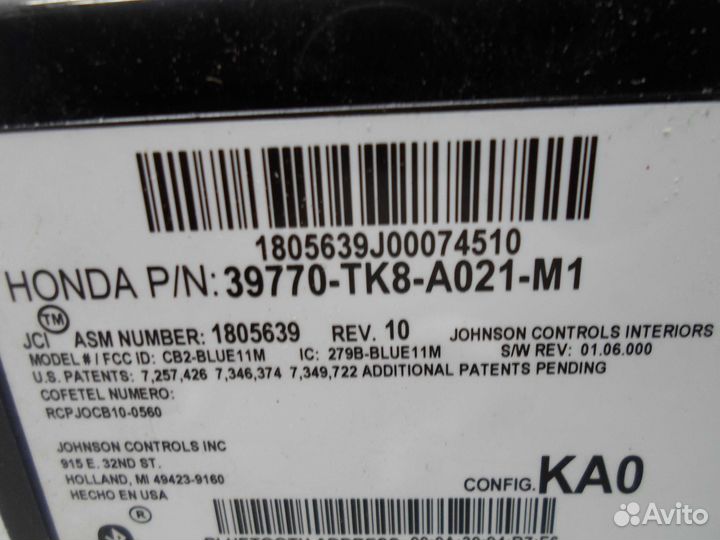 1805639J00074510
HONDA P/N: 39770-TK8-A021-M1
JCI TM ASM NUMBER: 1805639 REV. 10 JOHNSON CONTROLS INTERIORS
MODEL # / FCC ID: CB2-BLUE11M IC: 279B-BLUE11M S/W REV: 01.06.000
U.S. PATENTS: 7,257,426 7,346,374 7,349,722 ADDITIONAL PATENTS PENDING
COFETEL NUMERO:
RCPJOCB10-0560
JOHNSON CONTROLS INC
915 E. 32ND ST.
HOLLAND, MI 49423-9160
HECHO EN USA
CONFIG. KA0
®
BLUETOOTH ADDRESS:
Avito